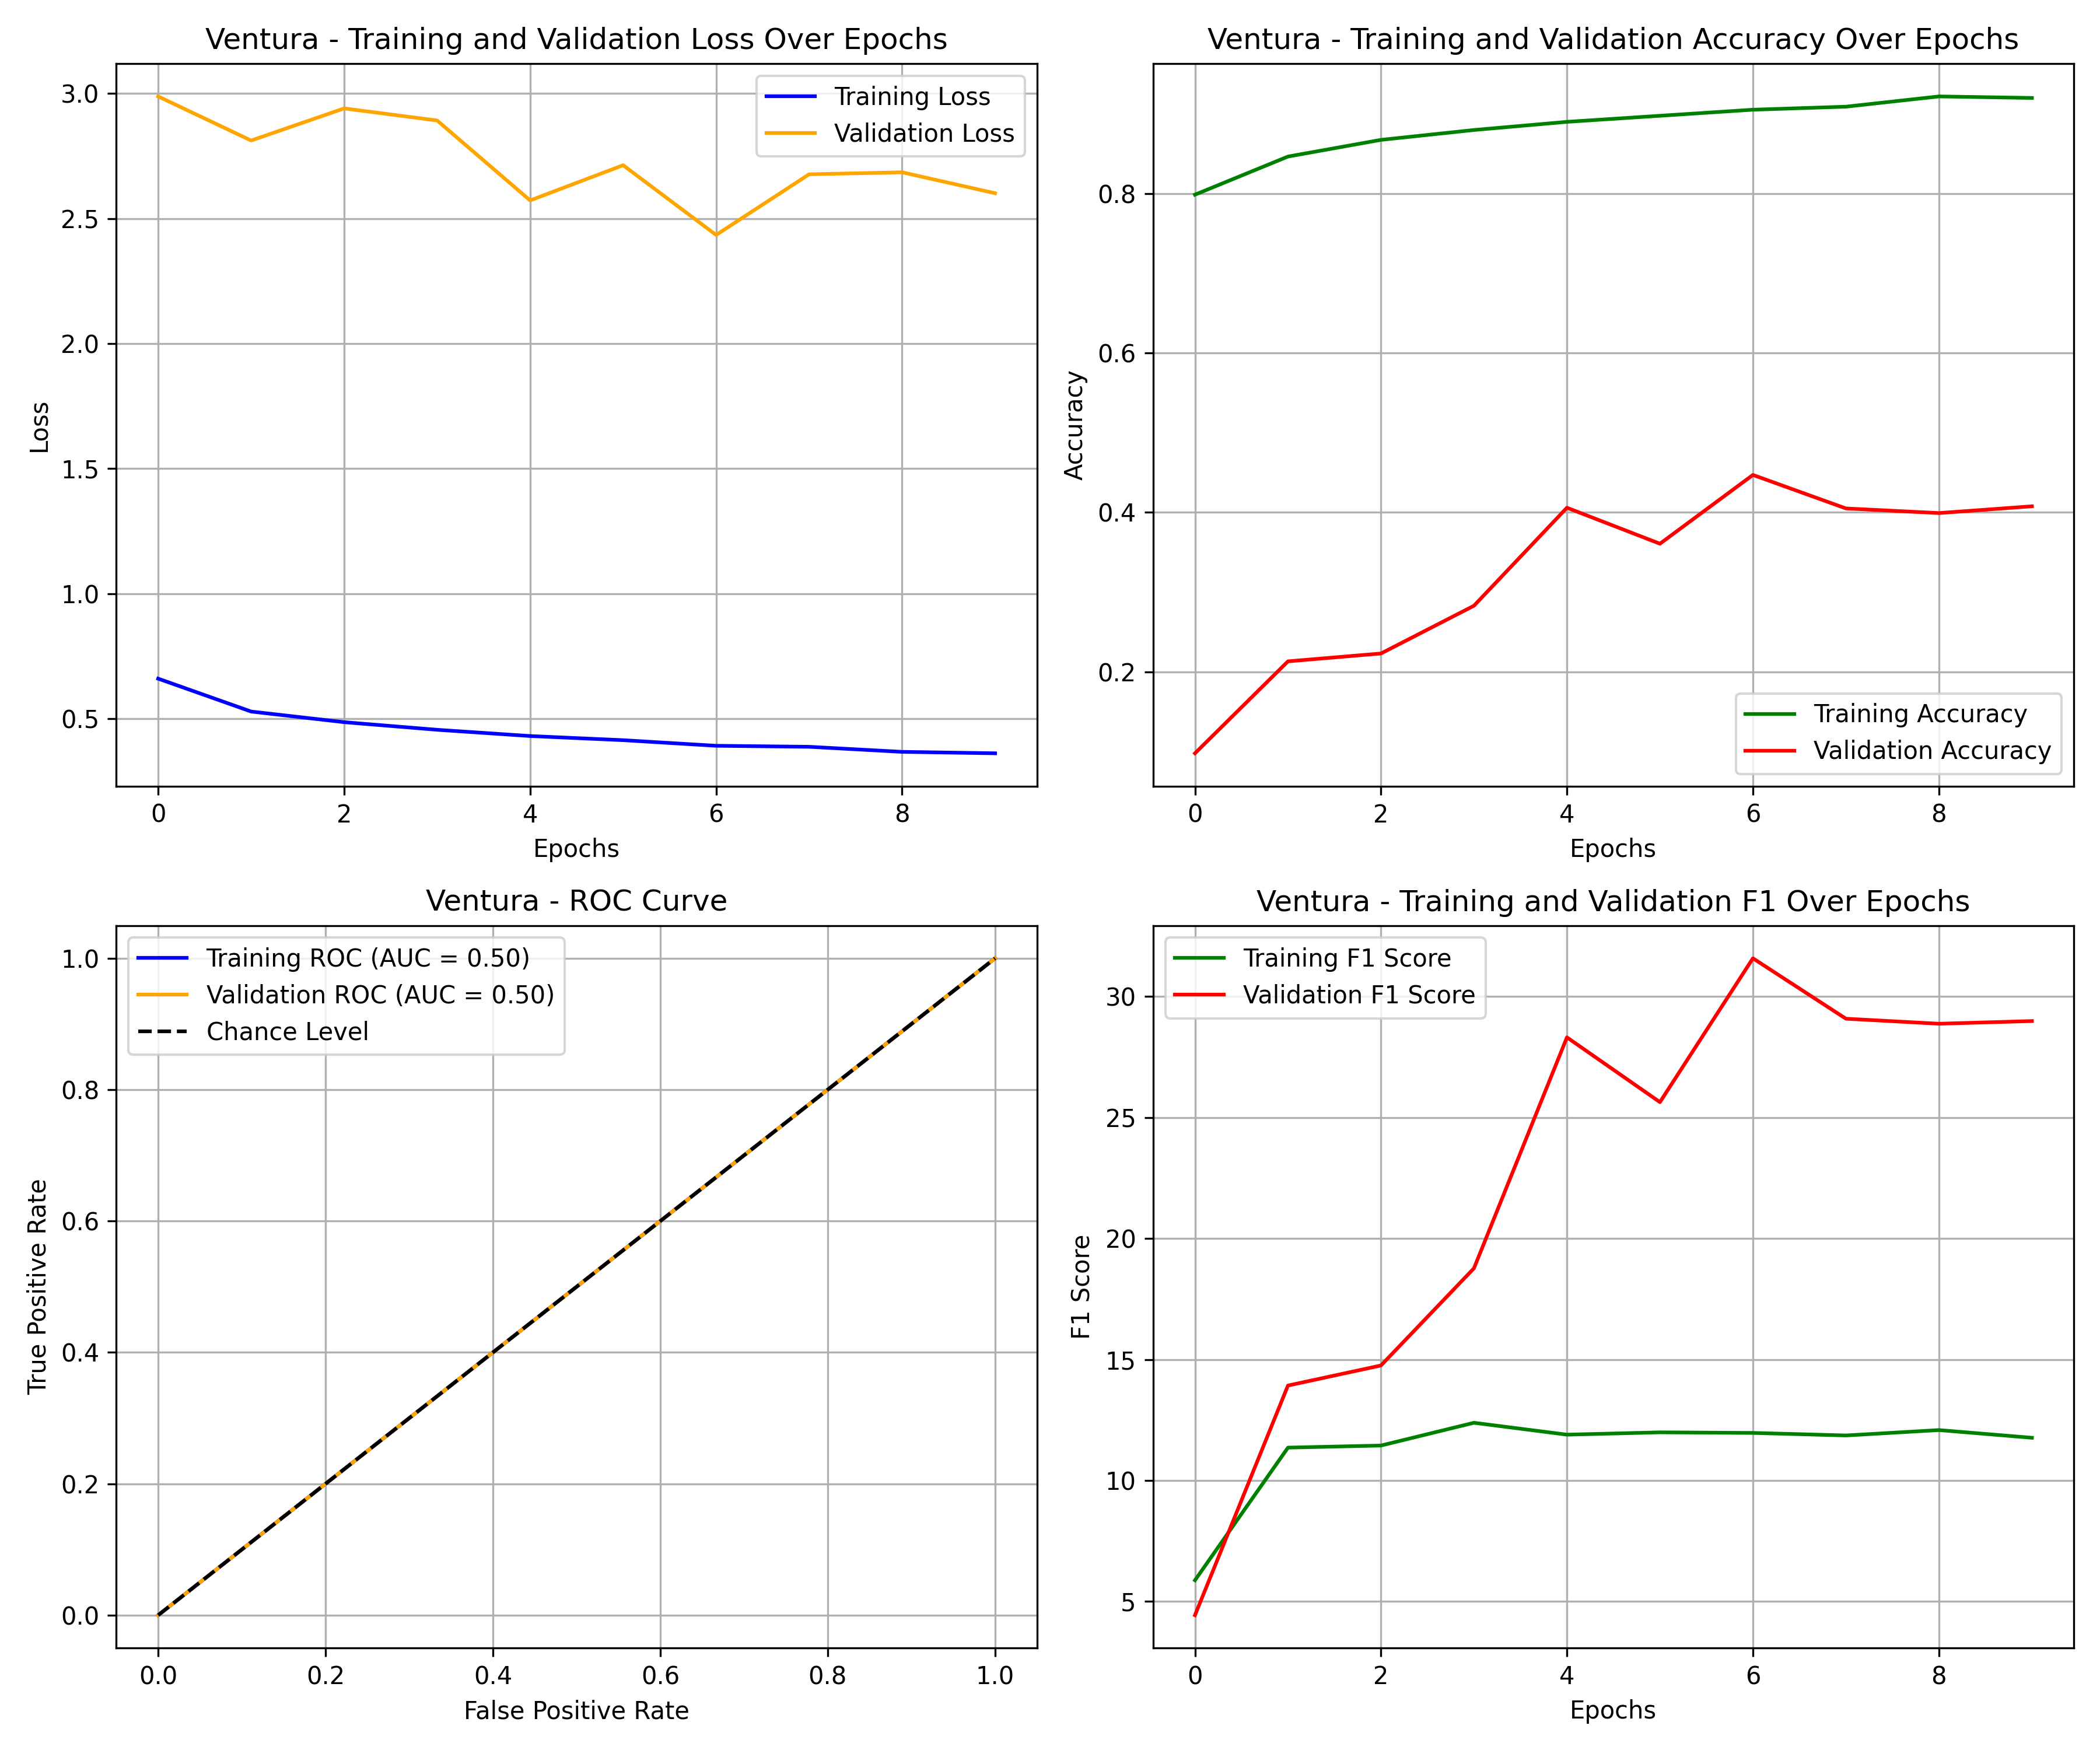 Ventura - Training and Validation Loss Over Epochs
3.0
2.5
2.0
1.5
1.0
0.5
Loss
0 2 4 6 8
Epochs
Training Loss
Validation Loss
Ventura - Training and Validation Accuracy Over Epochs
0.8
0.6
0.4
0.2
Accuracy
0 2 4 6 8
Epochs
Training Accuracy
Validation Accuracy
Ventura - ROC Curve
1.0
0.8
0.6
0.4
0.2
0.0
True Positive Rate
0.0 0.2 0.4 0.6 0.8 1.0
False Positive Rate
Training ROC (AUC = 0.50)
Validation ROC (AUC = 0.50)
Chance Level
Ventura - Training and Validation F1 Over Epochs
30
25
20
15
10
5
F1 Score
0 2 4 6 8
Epochs
Training F1 Score
Validation F1 Score